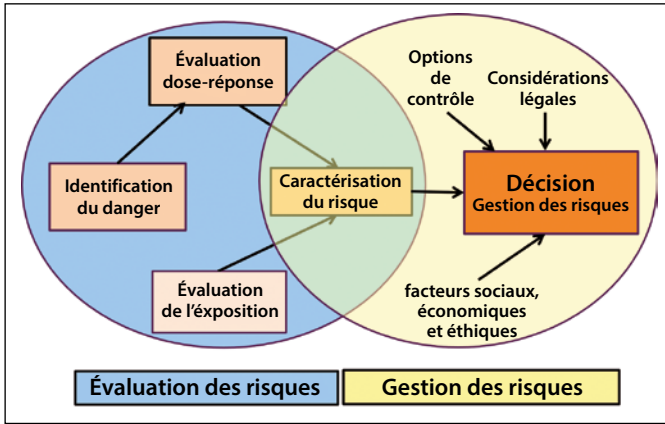 Évaluation
dose-réponse
Options
de
contrôle
Considérations
légales
Identification
du danger
Caractérisation
du risque
Décision
Gestion des risques
Évaluation
de l'éxposition
facteurs sociaux,
économiques
et éthiques
Évaluation des risques
Gestion des risques